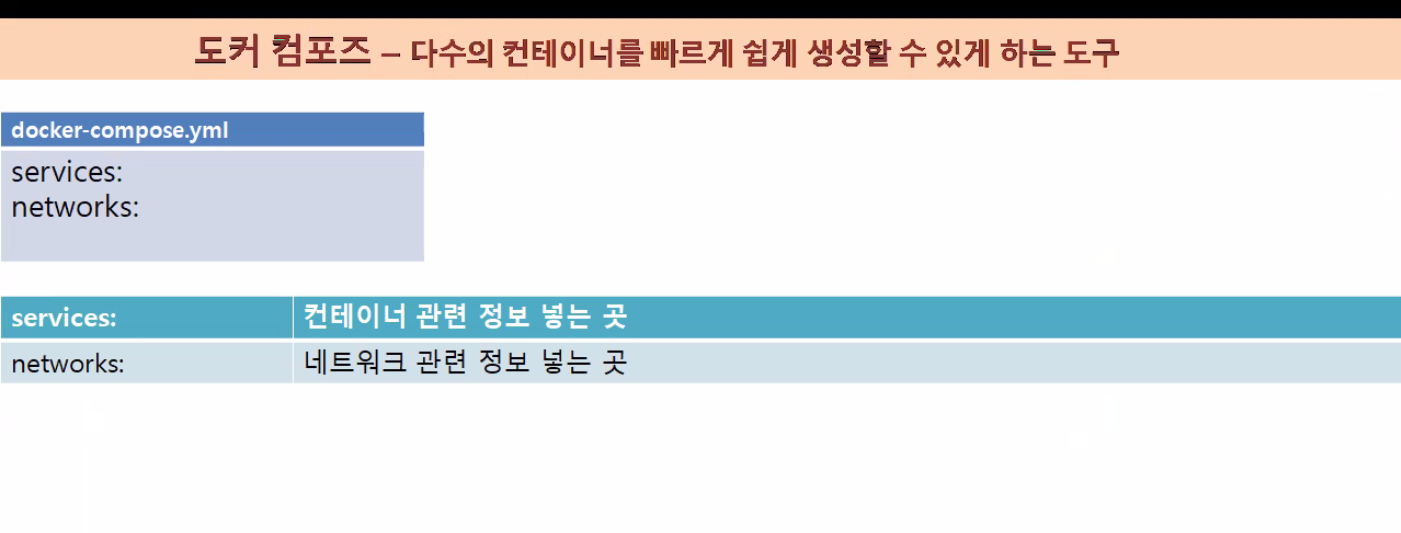 도커 컴포즈 – 다수의 컨테이너를 빠르게 쉽게 생성할 수 있게 하는 도구
docker-compose.yml
services:
networks:
services: 컨테이너 관련 정보 넣는 곳
networks: 네트워크 관련 정보 넣는 곳